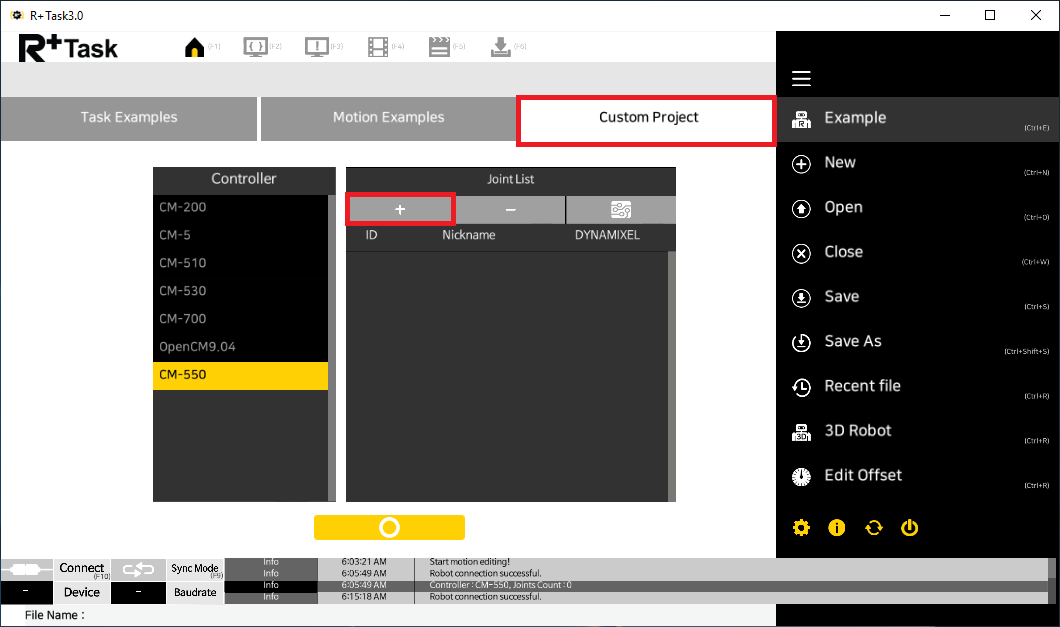 R+Task3.0
R+Task
(F1)
(F2)
(F3)
(F4)
(F5)
(F6)
Task Examples
Motion Examples
Custom Project
Controller
CM-200
CM-5
CM-510
CM-530
CM-700
OpenCM9.04
CM-550
Joint List
+
−
ID Nickname DYNAMIXEL
Example (Ctrl+E)
New (Ctrl+N)
Open (Ctrl+O)
Close (Ctrl+W)
Save (Ctrl+S)
Save As (Ctrl+Shift+S)
Recent file (Ctrl+R)
3D Robot (Ctrl+R)
Edit Offset (Ctrl+R)
Connect (F10)
Sync Mode (F9)
- Device - Baudrate
Info 6:03:21 AM Start motion editing!
Info 6:05:49 AM Robot connection successful.
Info 6:05:49 AM Controller : CM-550, Joints Count : 0
Info 6:15:18 AM Robot connection successful.
File Name :